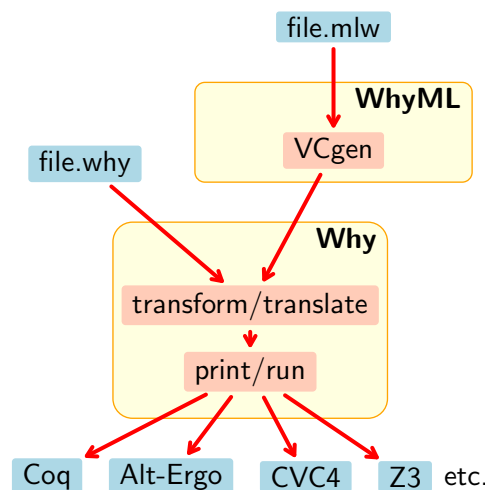 file.mlw
WhyML
VCgen
file.why
Why
transform/translate
print/run
Coq Alt-Ergo CVC4 Z3 etc.